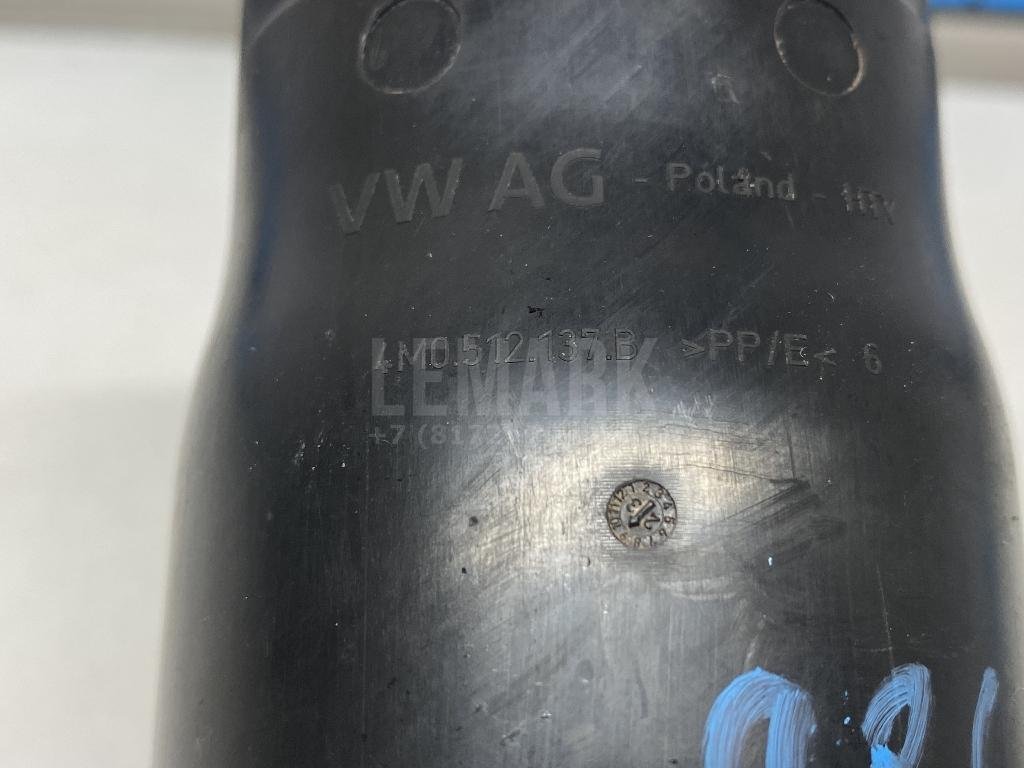 VW AG - Poland -
4M0.512.137.B >PP/E< 6
LEMARK